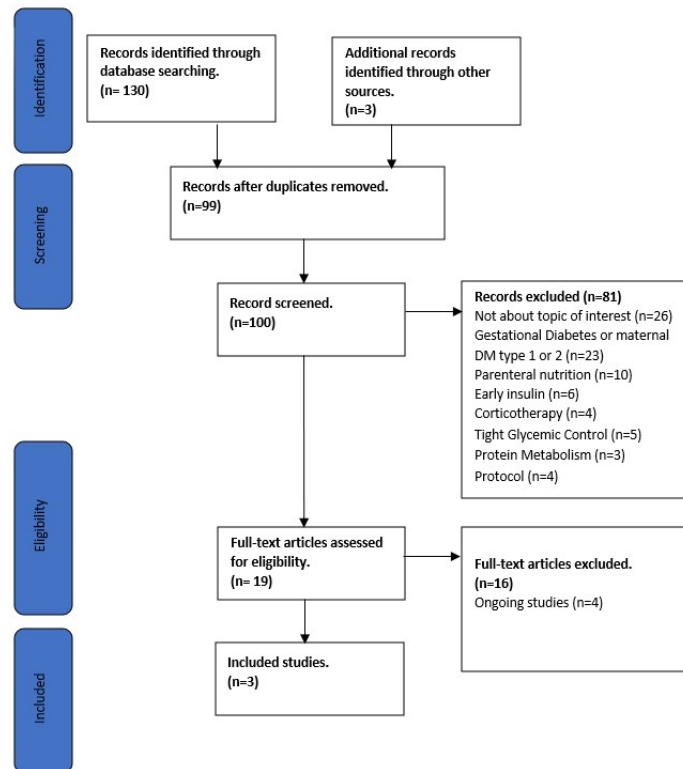 Identification
Records identified through
database searching.
(n= 130)
Additional records
identified through other
sources.
(n=3)
Screening
Records after duplicates removed.
(n=99)
Record screened.
(n=100)
Records excluded (n=81)
Not about topic of interest (n=26)
Gestational Diabetes or maternal
DM type 1 or 2 (n=23)
Parenteral nutrition (n=10)
Early insulin (n=6)
Corticotherapy (n=4)
Tight Glycemic Control (n=5)
Protein Metabolism (n=3)
Protocol (n=4)
Eligibility
Full-text articles assessed
for eligibility.
(n= 19)
Full-text articles excluded.
(n=16)
Ongoing studies (n=4)
Included
Included studies.
(n=3)